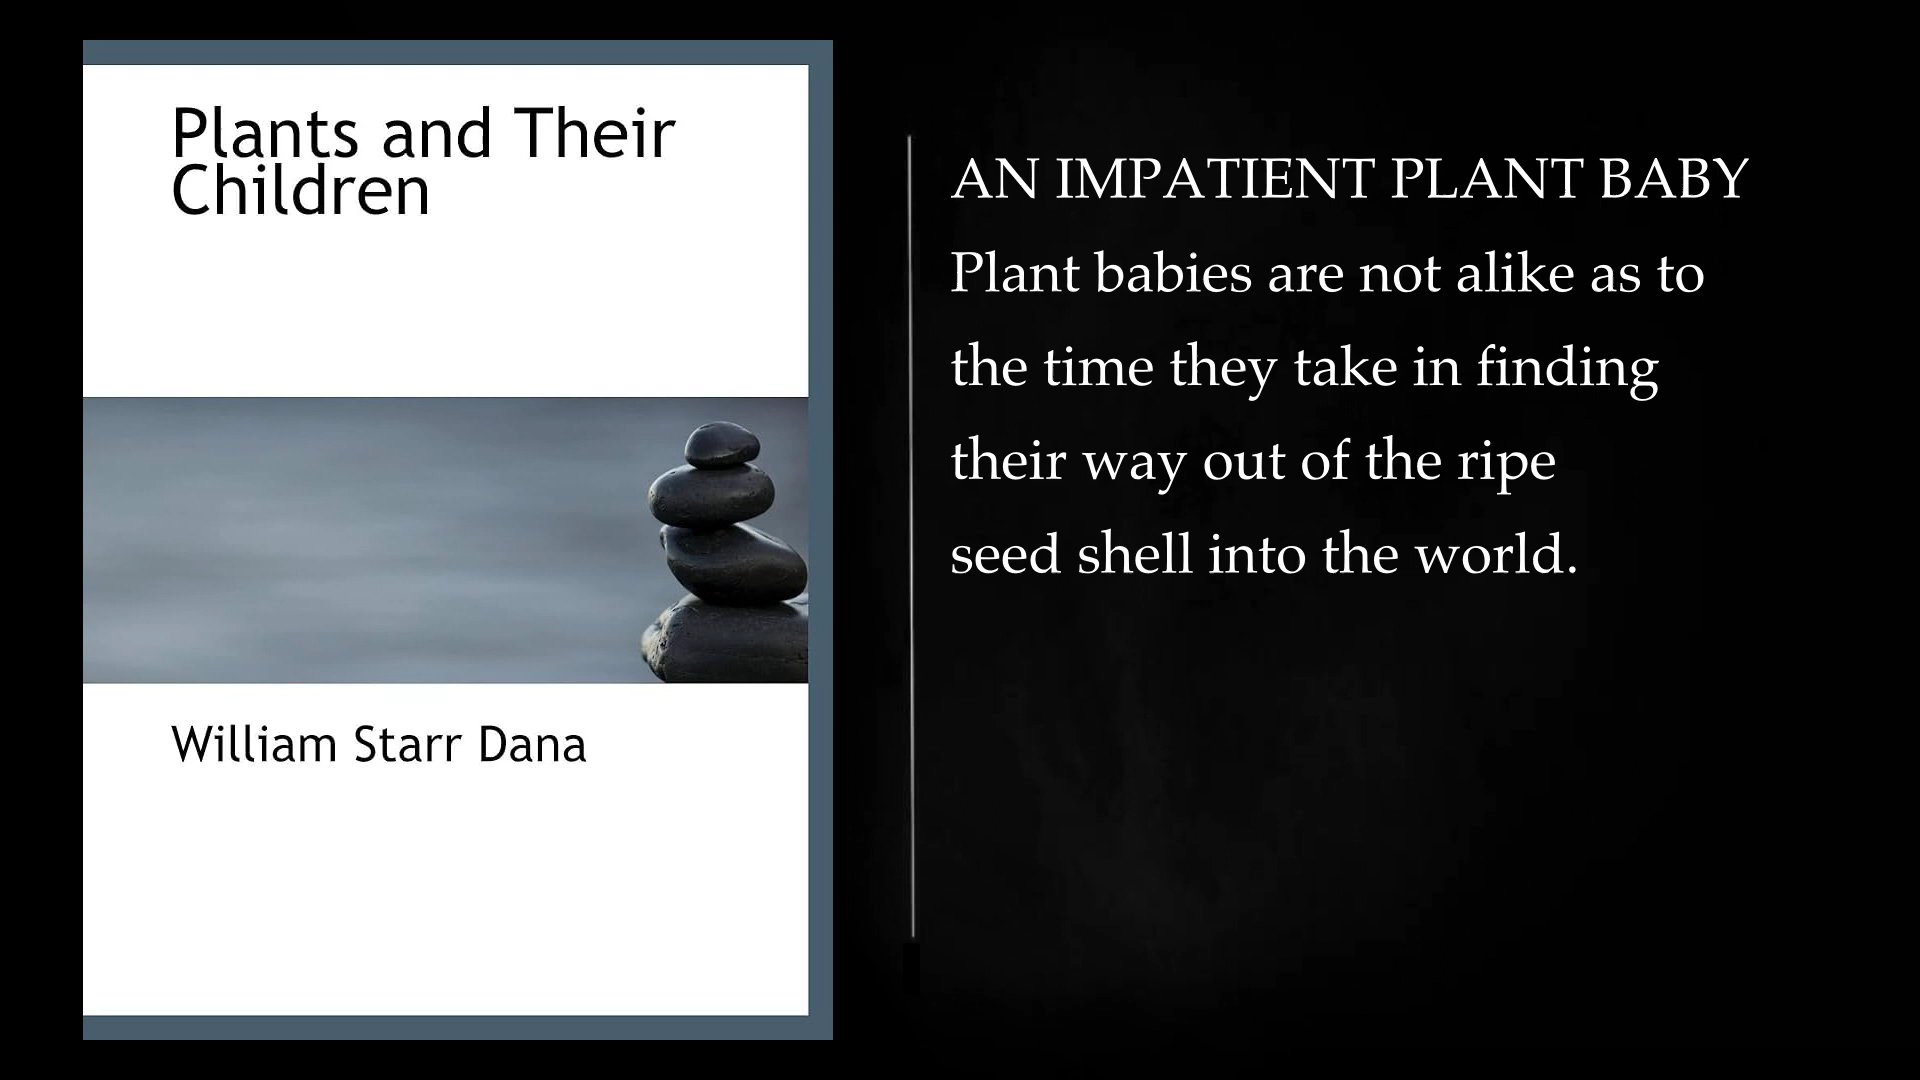 Plants and Their
Children
William Starr Dana
AN IMPATIENT PLANT BABY
Plant babies are not alike as to
the time they take in finding
their way out of the ripe
seed shell into the world.